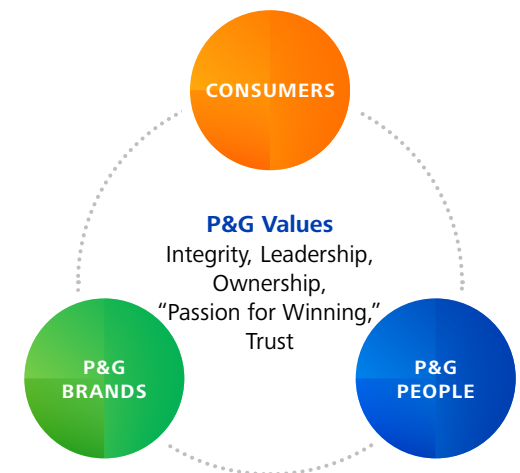 CONSUMERS
P&G Values
Integrity, Leadership,
Ownership,
“Passion for Winning,”
Trust
P&G
BRANDS
P&G
PEOPLE